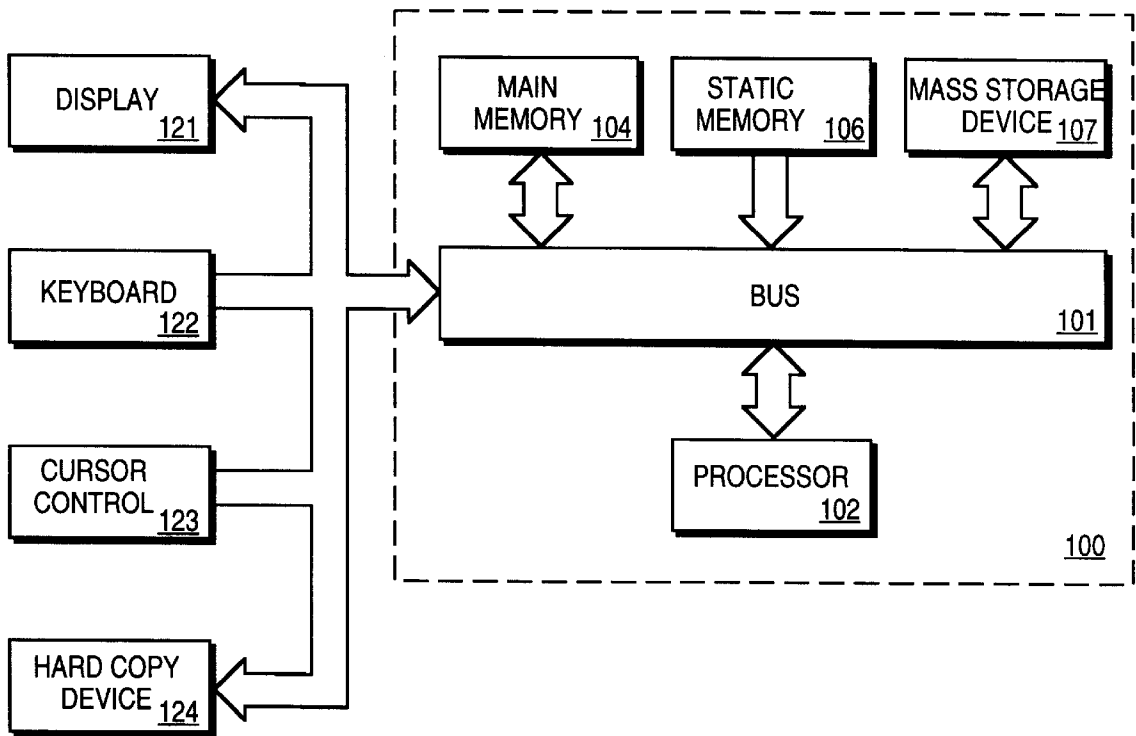 DISPLAY
121
KEYBOARD
122
CURSOR
CONTROL
123
HARD COPY
DEVICE
124
MAIN
MEMORY
104
STATIC
MEMORY
106
MASS STORAGE
DEVICE
107
BUS
101
PROCESSOR
102
100